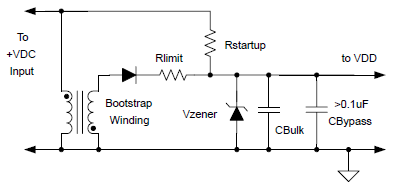 To
+VDC
Input
Rstartup
Rlimit
to VDD
Bootstrap
Winding
Vzener
CBulk
>0.1uF
CBypass